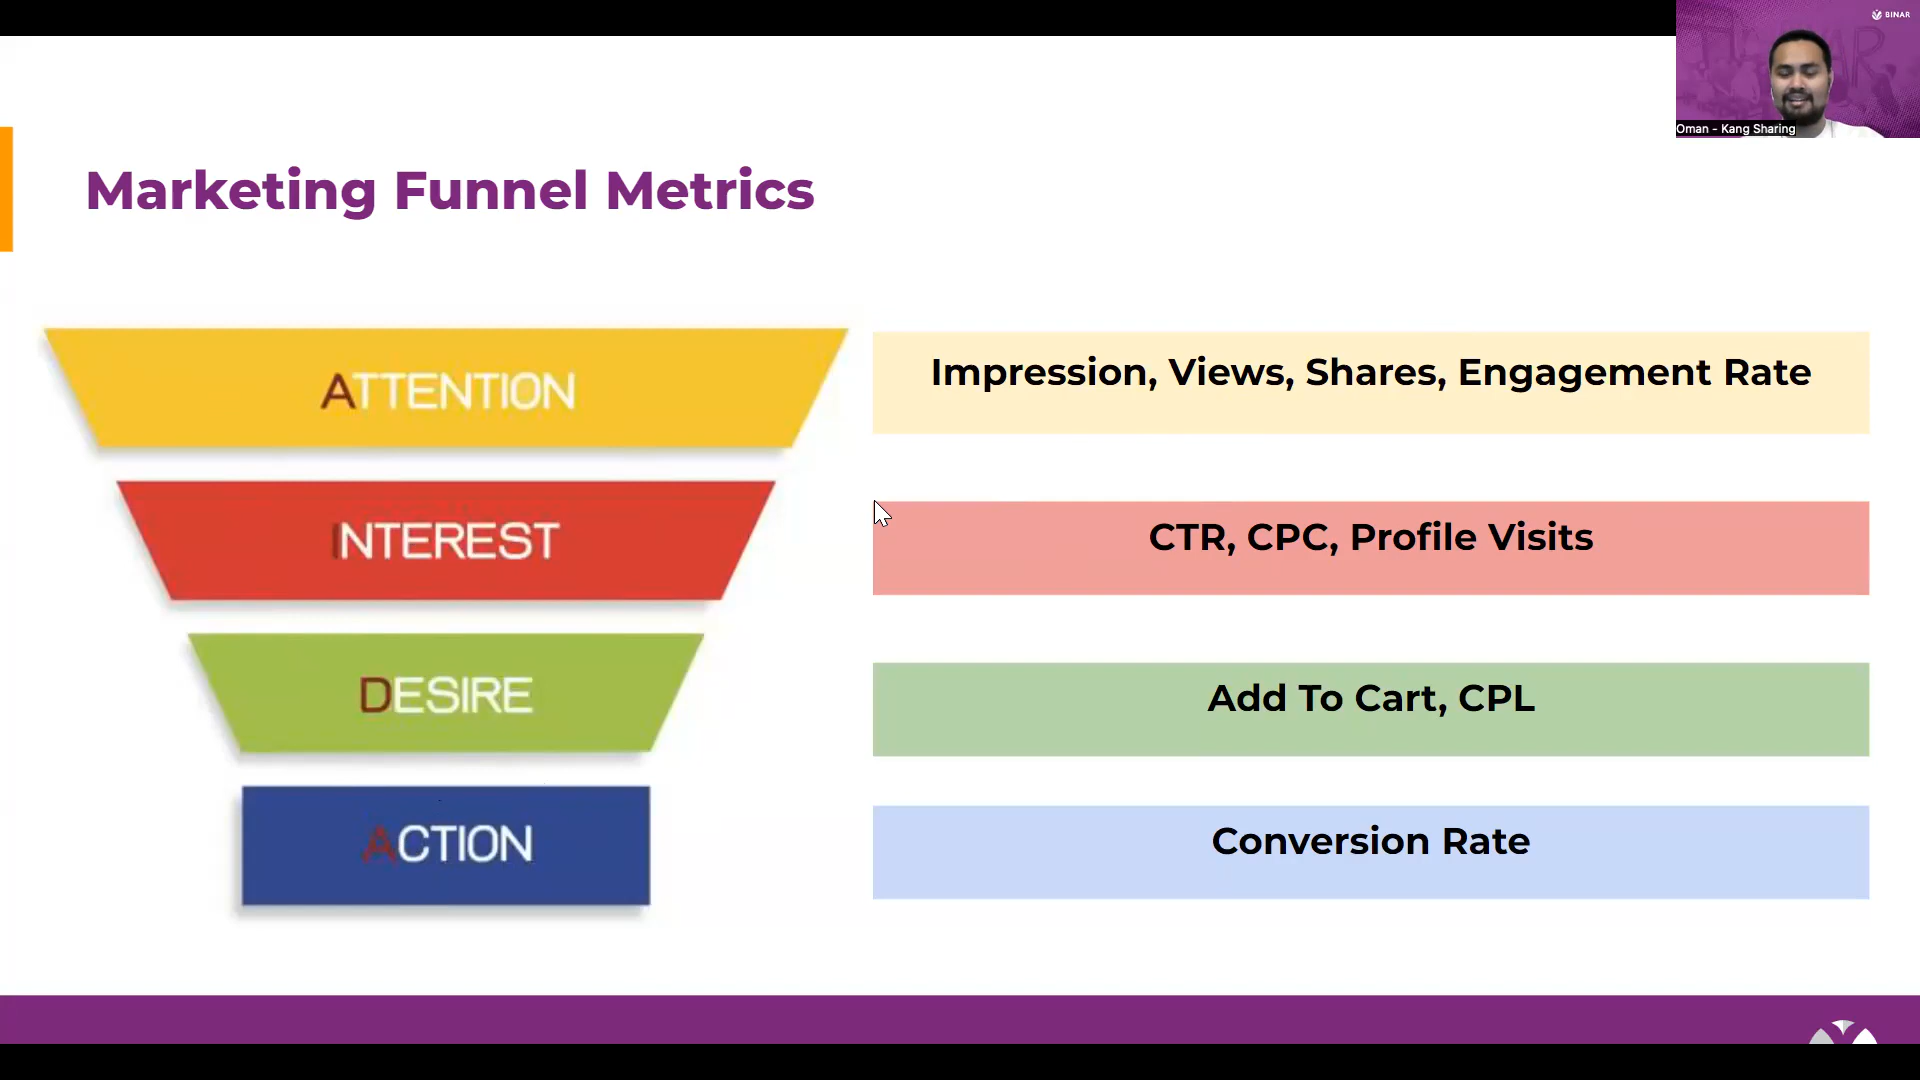 BINAR
Oman - Kang Sharing
Marketing Funnel Metrics
ATTENTION
Impression, Views, Shares, Engagement Rate
INTEREST
CTR, CPC, Profile Visits
DESIRE
Add To Cart, CPL
ACTION
Conversion Rate